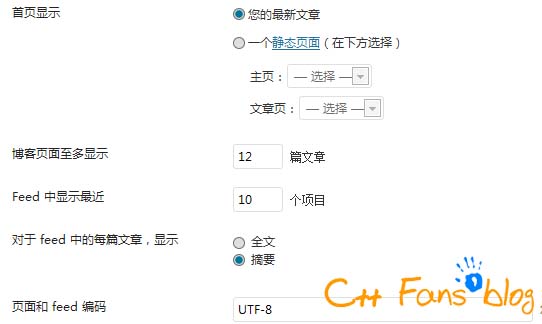 首页显示 您的最新文章
一个静态页面（在下方选择）
主页： — 选择 —
文章页： — 选择 —
博客页面至多显示 12 篇文章
Feed 中显示最近 10 个项目
对于 feed 中的每篇文章，显示 全文
摘要
C++ Fans blog
页面和 feed 编码 UTF-8